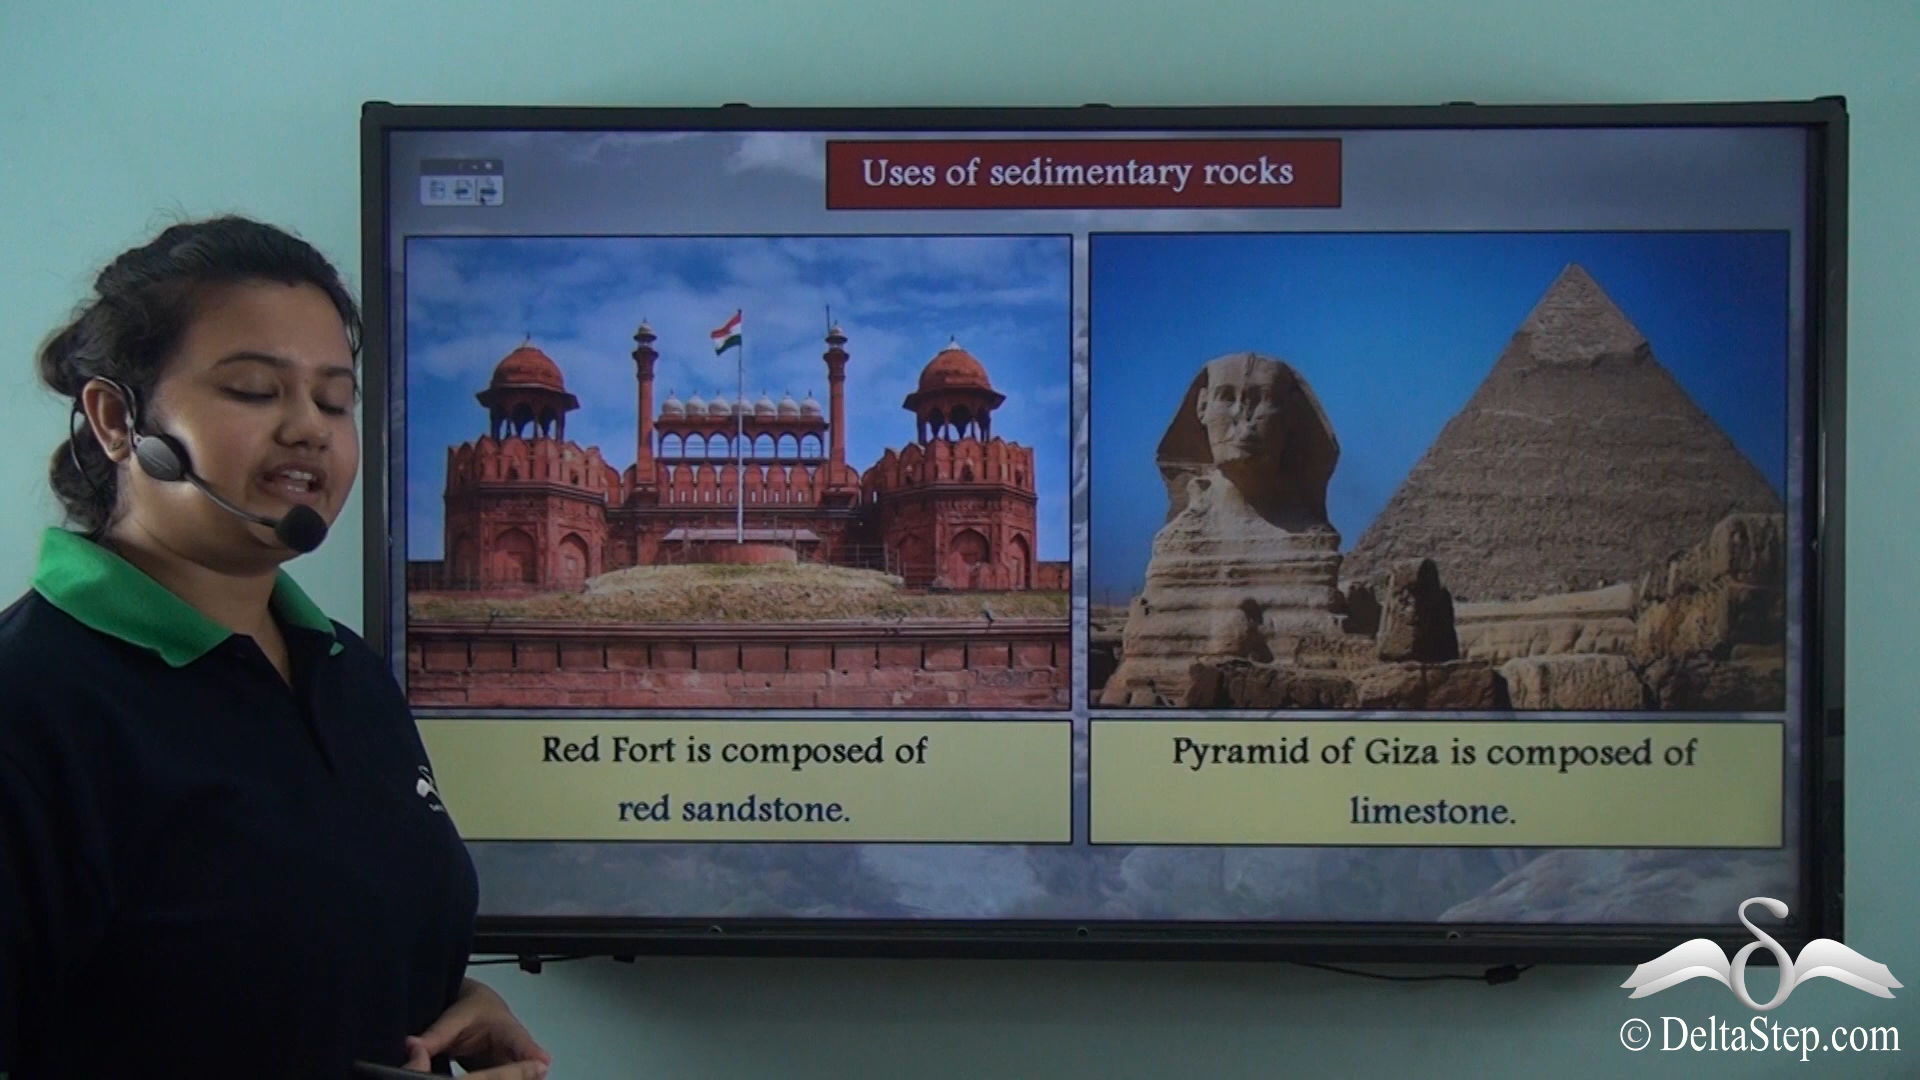 Uses of sedimentary rocks
Red Fort is composed of
red sandstone.
Pyramid of Giza is composed of
limestone.
© DeltaStep.com